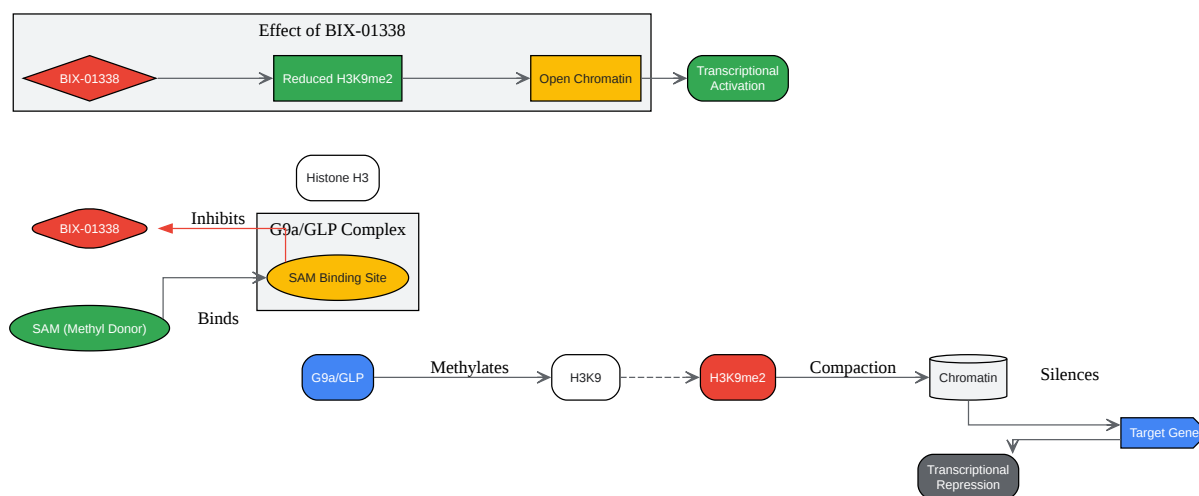 Effect of BIX-01338
BIX-01338
Reduced H3K9me2
Open Chromatin
Transcriptional
Activation
Histone H3
BIX-01338
Inhibits
G9a/GLP Complex
SAM Binding Site
SAM (Methyl Donor)
Binds
G9a/GLP
Methylates
H3K9
H3K9me2
Compaction
Chromatin
Silences
Target Gene
Transcriptional
Repression